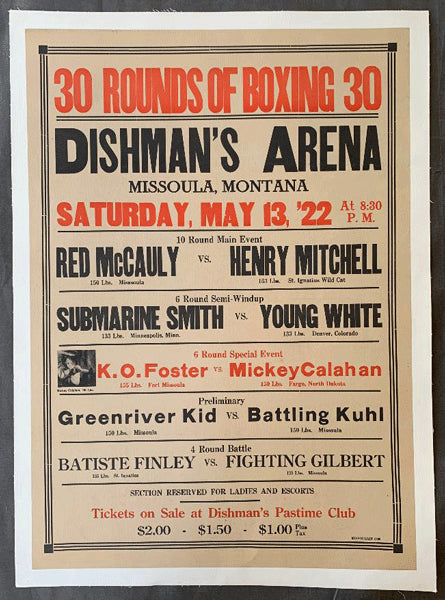 30 ROUNDS OF BOXING 30
DISHMAN'S ARENA
MISSOULA, MONTANA
SATURDAY, MAY 13, '22 At 8:30 P. M.
10 Round Main Event
RED McCAULY VS. HENRY MITCHELL
150 Lbs. Missoula 163 Lbs. St. Ignatius Wild Cat
6 Round Semi-Windup
SUBMARINE SMITH VS. YOUNG WHITE
133 Lbs. Minneapolis, Minn. 133 Lbs. Denver, Colorado
6 Round Special Event
K.O. Foster vs. Mickey Calahan
155 Lbs. Fort Missoula 150 Lbs. Fargo, North Dakota
Preliminary
Greenriver Kid VS. Battling Kuhl
150 Lbs. Missoula 150 Lbs. Missoula
4 Round Battle
BATISTE FINLEY VS. FIGHTING GILBERT
Lbs. St. Ignatius Lbs. Missoula
SECTION RESERVED FOR LADIES AND ESCORTS
Tickets on Sale at Dishman's Pastime Club
$2.00 - $1.50 - $1.00 Plus Tax